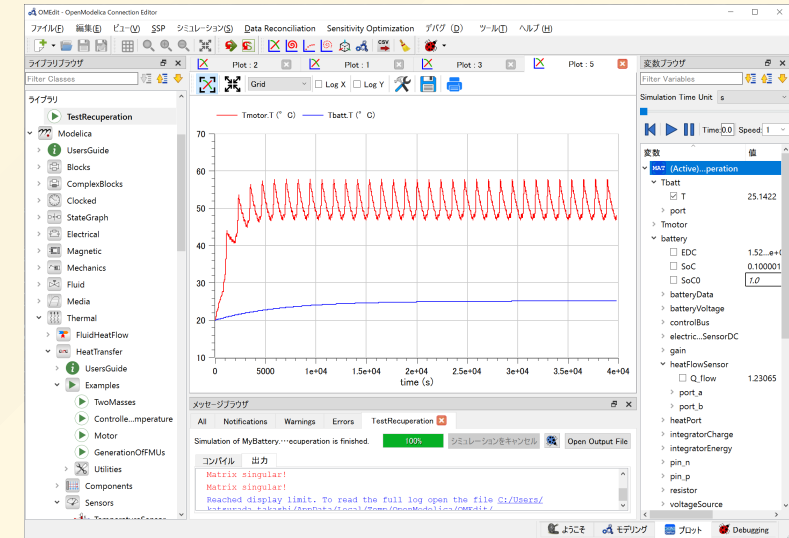 OMEdit - OpenModelica Connection Editor
ファイル(F) 編集(E) ビュー(V) SSP シミュレーション(S) Data Reconciliation Sensitivity Optimization デバグ (D) ツール(T) ヘルプ (H)
ライブラリブラウザ
Filter Classes
ライブラリ
TestRecuperation
Modelica
UsersGuide
Blocks
ComplexBlocks
Clocked
StateGraph
Electrical
Magnetic
Mechanics
Fluid
Media
Thermal
FluidHeatFlow
HeatTransfer
UsersGuide
Examples
TwoMasses
Controlle…mperature
Motor
GenerationOfFMUs
Utilities
Components
Sensors
TemperatureSensor
Plot : 2
Plot : 1
Plot : 3
Plot : 5
Grid
Log X
Log Y
Tmotor.T (° C)
Tbatt.T (° C)
70
60
50
40
30
20
10
0 5000 1e+04 1.5e+04 2e+04 2.5e+04 3e+04 3.5e+04 4e+04
time (s)
メッセージブラウザ
All Notifications Warnings Errors TestRecuperation
Simulation of MyBattery.…ecuperation is finished.
100%
シミュレーションをキャンセル
Open Output File
コンパイル 出力
Matrix singular!
Matrix singular!
Reached display limit. To read the full log open the file C:/Users/
katsurada.takashi/AppData/Local/Temp/OpenModelica/OMEdit/
変数ブラウザ
Filter Variables
Simulation Time Unit s
Time: 0.0 Speed: 1
変数 値
MAT (Active)...peration
Tbatt
T 25.1422
port
Tmotor
battery
EDC 1.52...e+0
SoC 0.100001
SoC0 1.0
batteryData
batteryVoltage
controlBus
electric...SensorDC
gain
heatFlowSensor
Q_flow 1.23065
port_a
port_b
heatPort
integratorCharge
integratorEnergy
pin_n
pin_p
resistor
voltageSource
ようこそ モデリング プロット Debugging